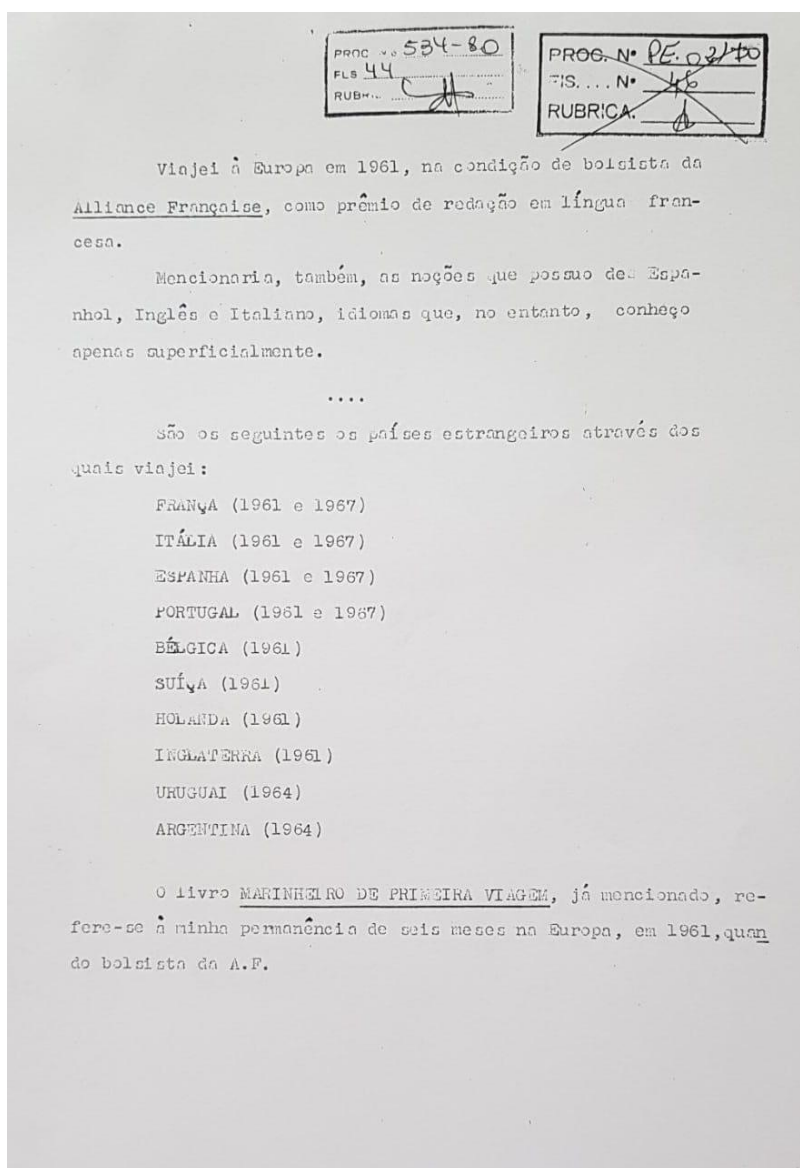 PROC Nº 534-80
FLS 44
RUB
PROC. Nº PE. 02/70
FIS.... Nº 46
RUBRICA.
Viajei à Europa em 1961, na condição de bolsista da
Alliance Française, como prêmio de redação em língua fran-
cesa.
Mencionaria, também, as noções que possuo de Espa-
nhol, Inglês e Italiano, idiomas que, no entanto, conheço
apenas superficialmente.
....
São os seguintes os países estrangeiros através dos
quais viajei:
FRANÇA (1961 e 1967)
ITÁLIA (1961 e 1967)
ESPANHA (1961 e 1967)
PORTUGAL (1961 e 1967)
BÉLGICA (1961)
SUÍÇA (1961)
HOLANDA (1961)
INGLATERRA (1961)
URUGUAI (1964)
ARGENTINA (1964)
O livro MARINHEIRO DE PRIMEIRA VIAGEM, já mencionado, re-
fere-se à minha permanência de seis meses na Europa, em 1961,quan
do bolsista da A.F.